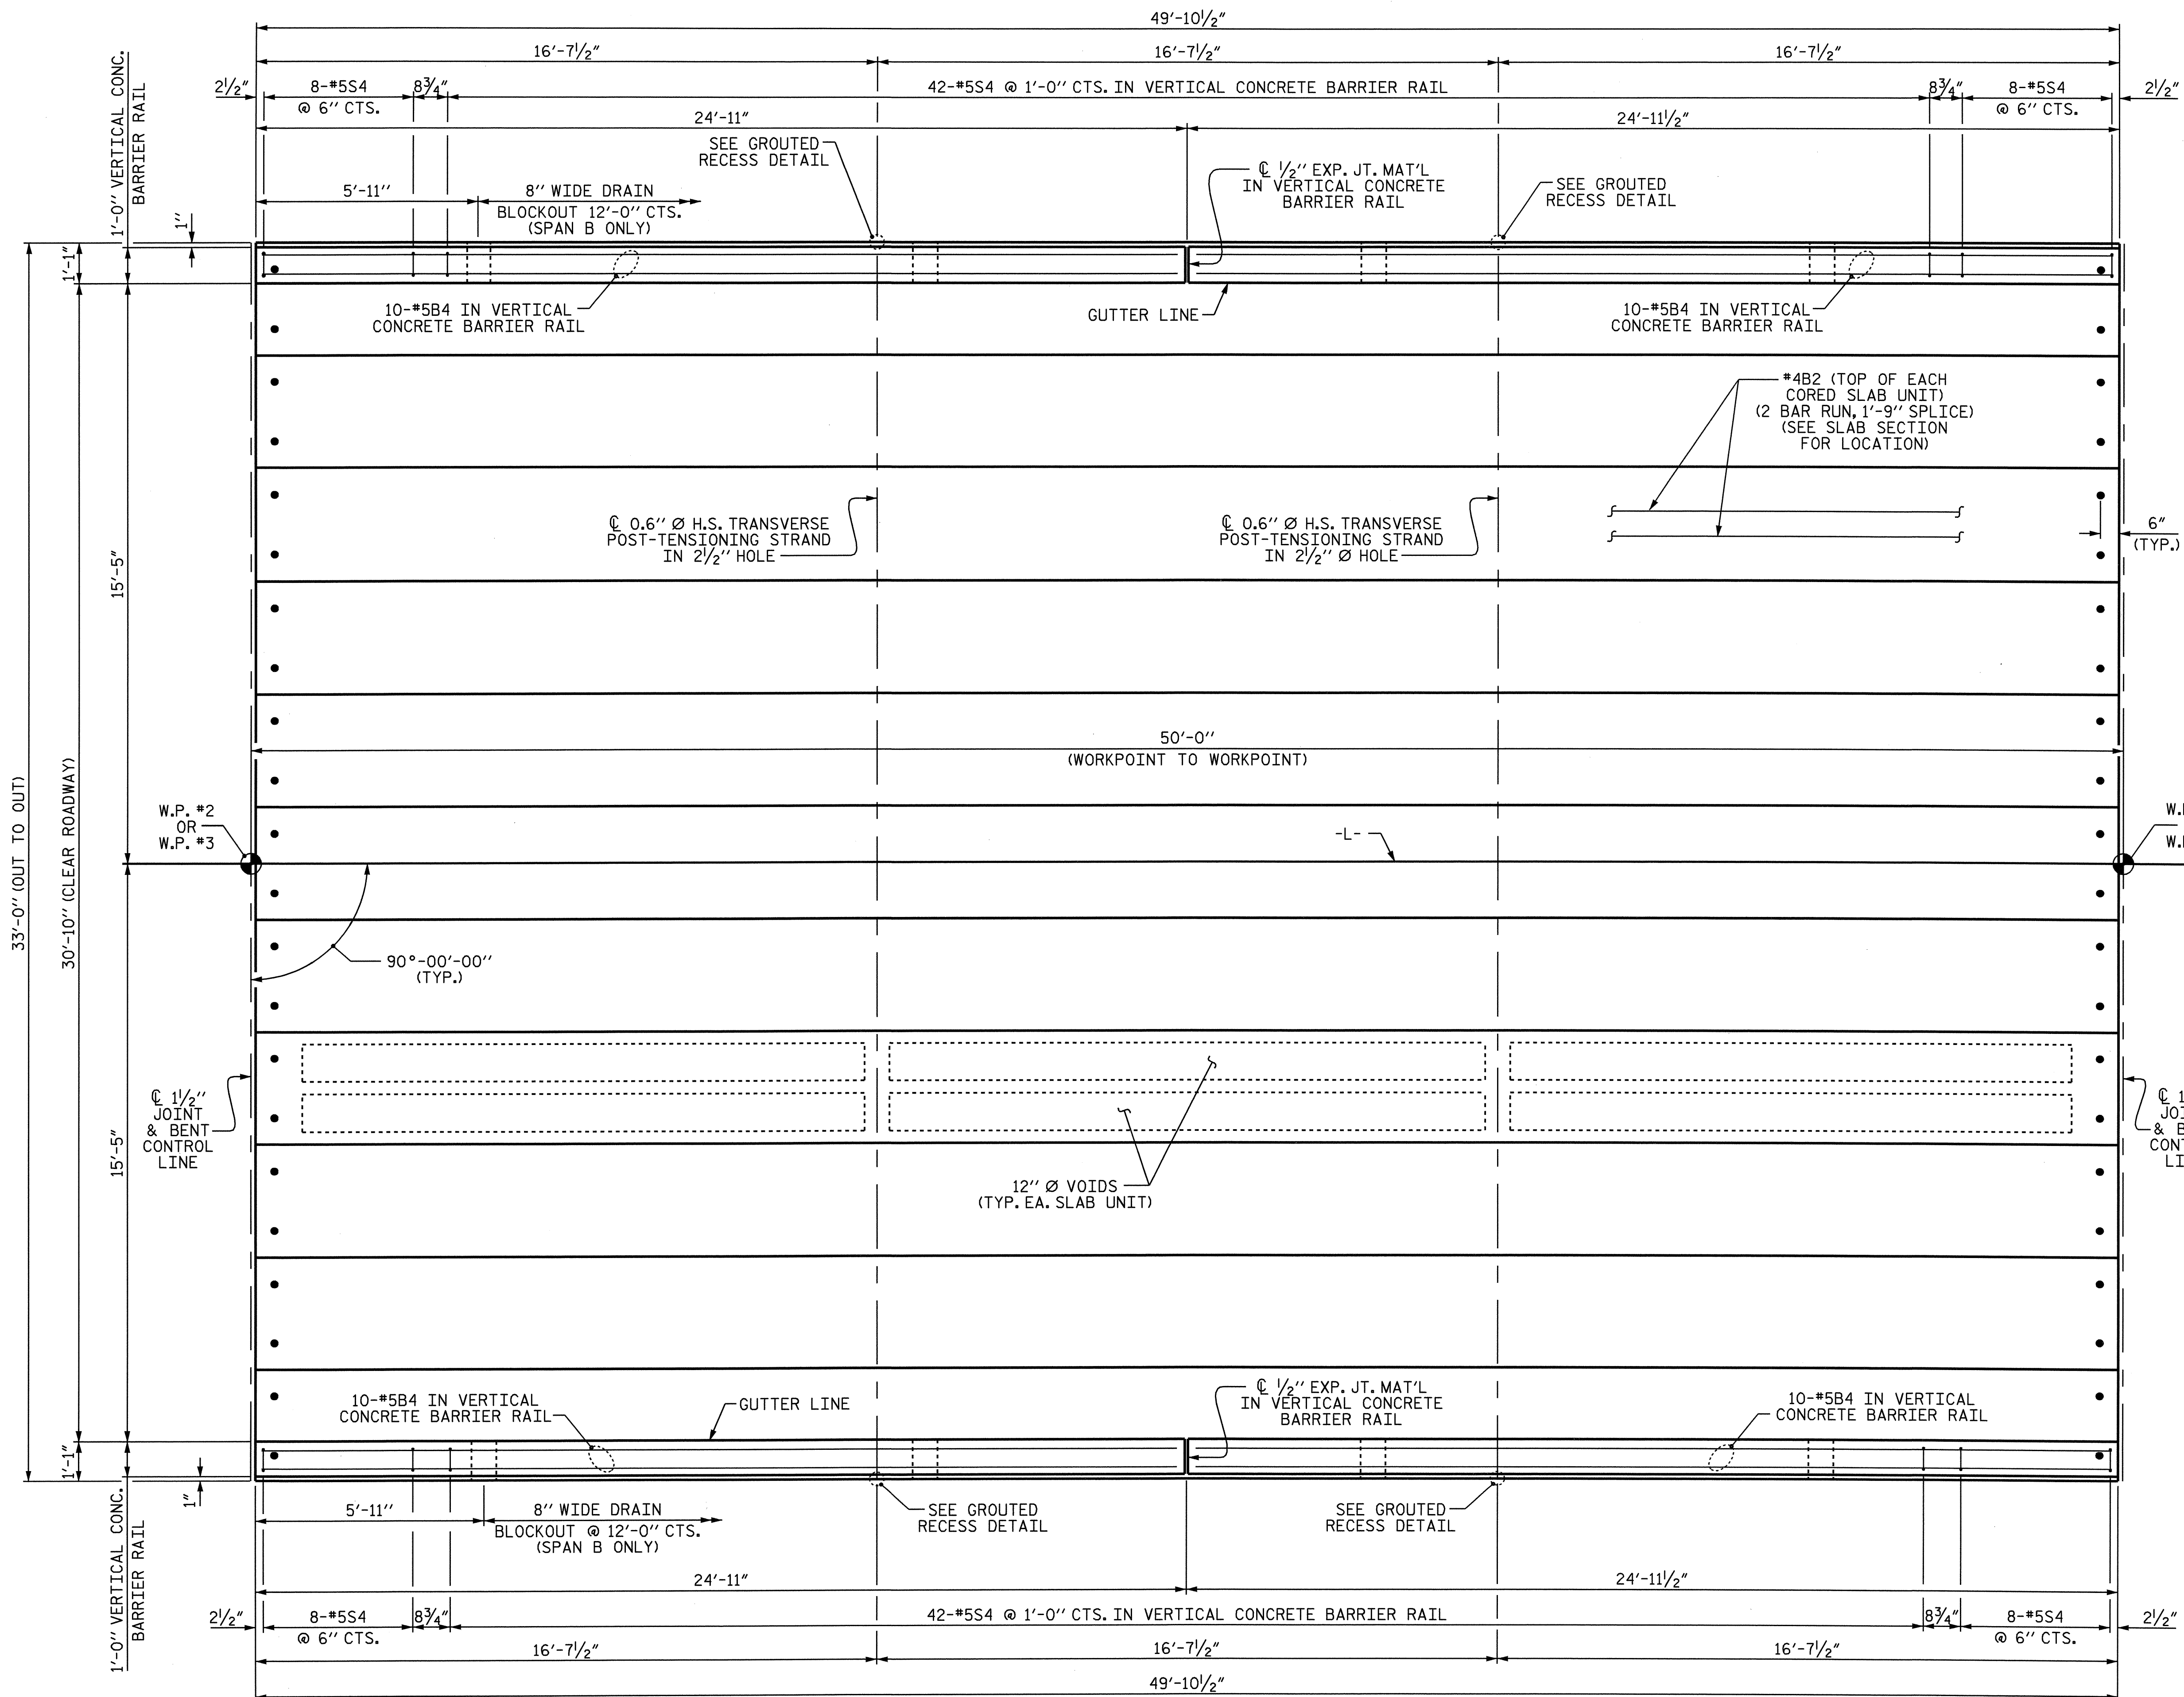 49'-10½"
16'-7½"
16'-7½"
16'-7½"
2½"
8-#5S4
@ 6" CTS.
8¾"
42-#5S4 @ 1'-0" CTS. IN VERTICAL CONCRETE BARRIER RAIL
8¾"
8-#5S4
@ 6" CTS.
2½"
24'-11"
24'-11½"
1'-0" VERTICAL CONC.
BARRIER RAIL
SEE GROUTED
RECESS DETAIL
℄ ½" EXP. JT. MAT'L
IN VERTICAL CONCRETE
BARRIER RAIL
SEE GROUTED
RECESS DETAIL
5'-11"
8" WIDE DRAIN
BLOCKOUT 12'-0" CTS.
(SPAN B ONLY)
1"
1'-1"
10-#5B4 IN VERTICAL
CONCRETE BARRIER RAIL
GUTTER LINE
10-#5B4 IN VERTICAL
CONCRETE BARRIER RAIL
#4B2 (TOP OF EACH
CORED SLAB UNIT)
(2 BAR RUN, 1'-9" SPLICE)
(SEE SLAB SECTION
FOR LOCATION)
15'-5"
℄ 0.6" Ø H.S. TRANSVERSE
POST-TENSIONING STRAND
IN 2½" HOLE
℄ 0.6" Ø H.S. TRANSVERSE
POST-TENSIONING STRAND
IN 2½" Ø HOLE
6"
(TYP.)
50'-0"
(WORKPOINT TO WORKPOINT)
33'-0" (OUT TO OUT)
30'-10" (CLEAR ROADWAY)
W.P. #2
OR
W.P. #3
-L-
90°-00'-00"
(TYP.)
℄ 1½"
JOINT
& BENT
CONTROL
LINE
15'-5"
12" Ø VOIDS
(TYP. EA. SLAB UNIT)
10-#5B4 IN VERTICAL
CONCRETE BARRIER RAIL
GUTTER LINE
℄ ½" EXP. JT. MAT'L
IN VERTICAL CONCRETE
BARRIER RAIL
10-#5B4 IN VERTICAL
CONCRETE BARRIER RAIL
1'-1"
1"
5'-11"
8" WIDE DRAIN
BLOCKOUT @ 12'-0" CTS.
(SPAN B ONLY)
SEE GROUTED
RECESS DETAIL
SEE GROUTED
RECESS DETAIL
1'-0" VERTICAL CONC.
BARRIER RAIL
24'-11"
24'-11½"
2½"
8-#5S4
@ 6" CTS.
8¾"
42-#5S4 @ 1'-0" CTS. IN VERTICAL CONCRETE BARRIER RAIL
8¾"
8-#5S4
@ 6" CTS.
2½"
16'-7½"
16'-7½"
16'-7½"
49'-10½"